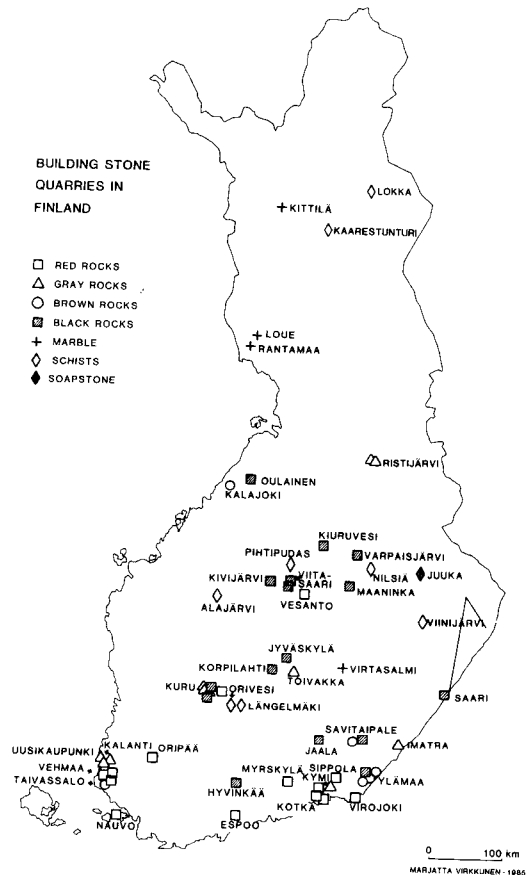 BUILDING STONE
QUARRIES IN
FINLAND
RED ROCKS
GRAY ROCKS
BROWN ROCKS
BLACK ROCKS
MARBLE
SCHISTS
SOAPSTONE
LOKKA
KITTILÄ
KAARESTUNTURI
LOUE
RANTAMAA
RISTIJÄRVI
OULAINEN
KALAJOKI
KIURUVESI
PIHTIPUDAS
VARPAISJÄRVI
KIVIJÄRVI
VIITA-
SAARI
NILSIÄ
JUUKA
MAANINKA
ALAJÄRVI
VESANTO
VIINIJÄRVI
JYVÄSKYLÄ
KORPILAHTI
VIRTASALMI
TOIVAKKA
KURU
ORIVESI
SAARI
LÄNGELMÄKI
SAVITAIPALE
JAALA
IMATRA
UUSIKAUPUNKI
KALANTI
ORIPÄÄ
VEHMAA
TAIVASSALO
MYRSKYLÄ
SIPPOLA
KYMI
YLÄMAA
HYVINKÄÄ
KOTKA
VIROJOKI
NAUVO
ESPOO
0 100 km
MARJATTA VIRKKUNEN - 1985